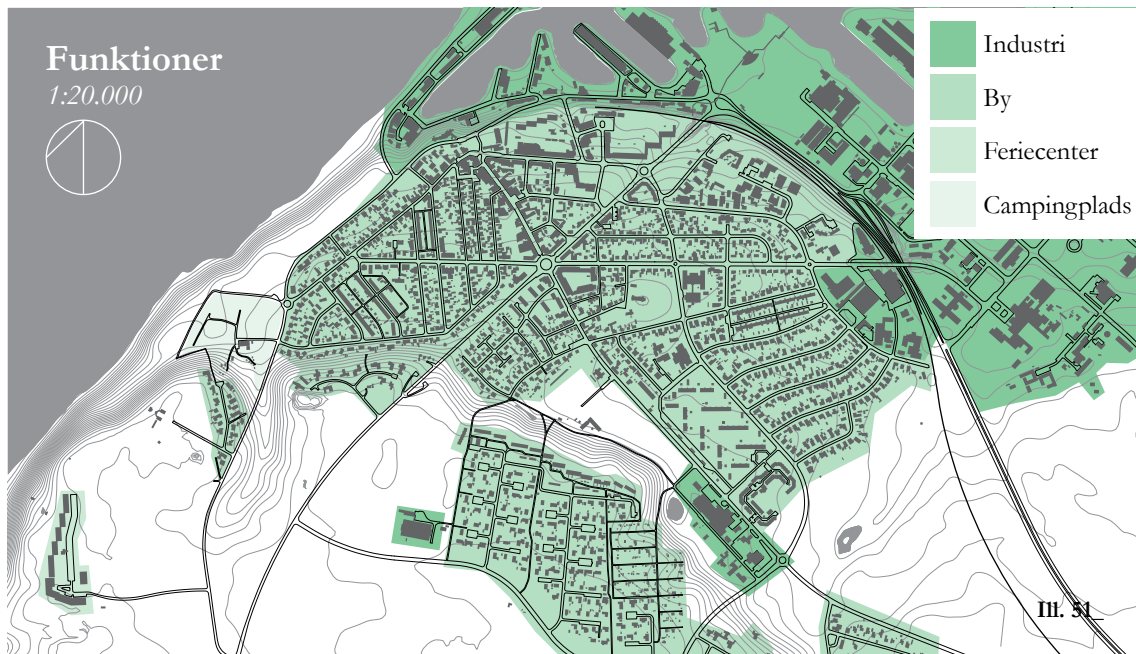 Funktioner
1:20.000
Industri
By
Feriecenter
Campingplads
Ill. 51_